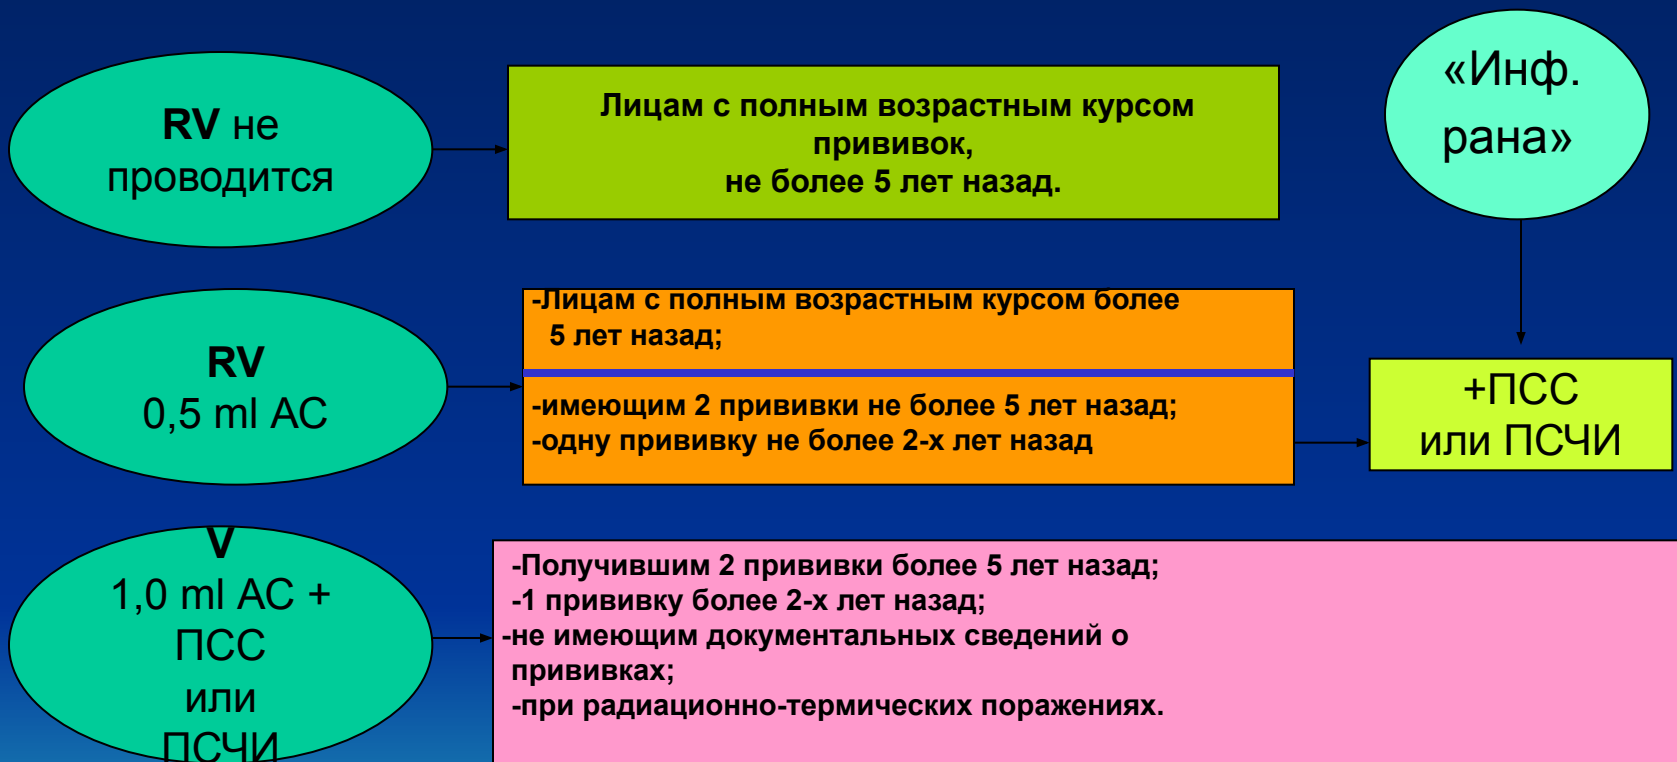 RV не
проводится
Лицам с полным возрастным курсом
прививок,
не более 5 лет назад.
«Инф.
рана»
RV
0,5 ml АС
-Лицам с полным возрастным курсом более
5 лет назад;
-имеющим 2 прививки не более 5 лет назад;
-одну прививку не более 2-х лет назад
+ПСС
или ПСЧИ
V
1,0 ml АС +
ПСС
или
ПСЧИ
-Получившим 2 прививки более 5 лет назад;
-1 прививку более 2-х лет назад;
-не имеющим документальных сведений о
прививках;
-при радиационно-термических поражениях.